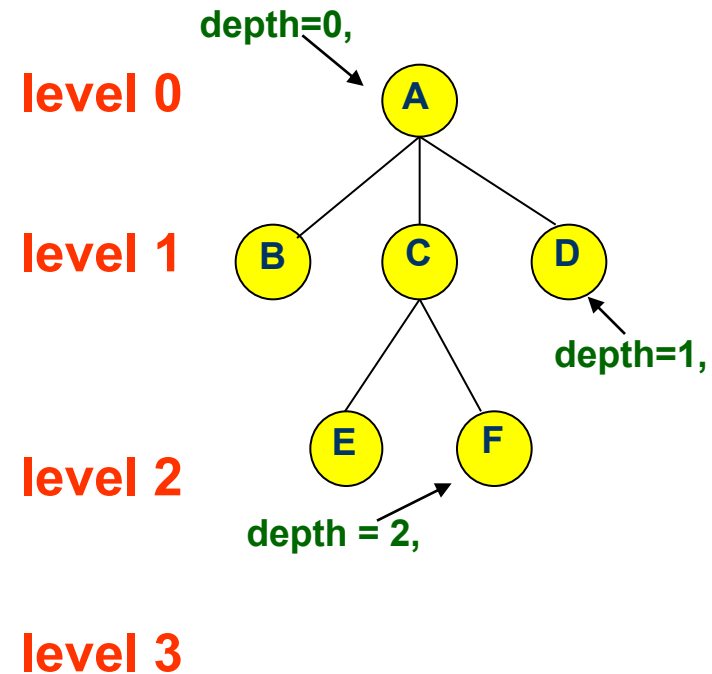 depth=0,
level 0
A
level 1
B
C
D
depth=1,
E
F
level 2
depth = 2,
level 3